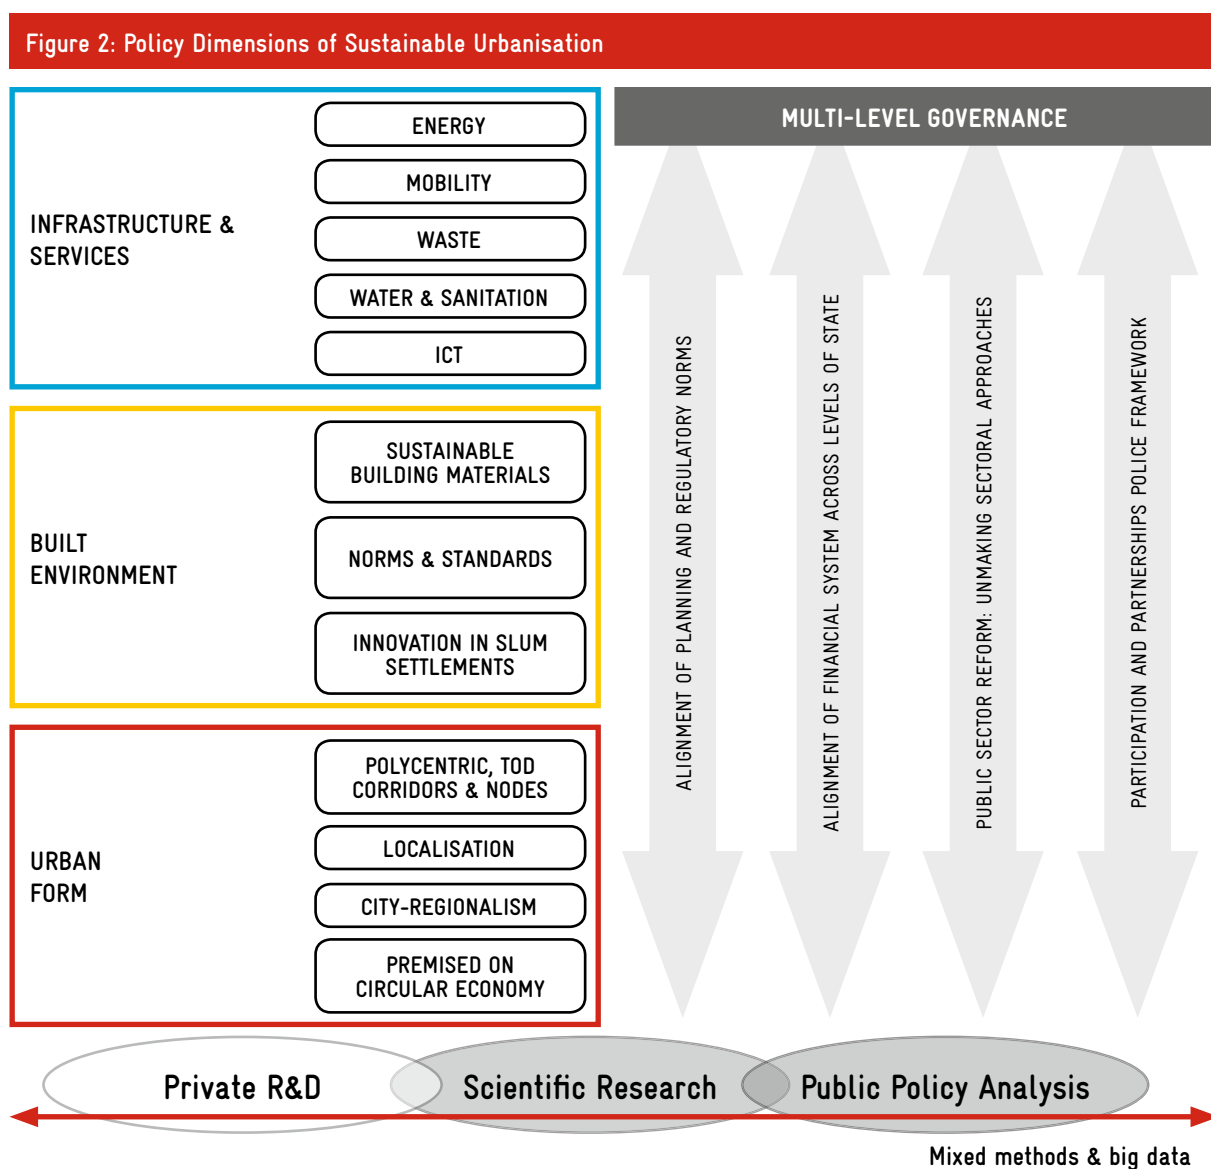 Figure 2: Policy Dimensions of Sustainable Urbanisation
INFRASTRUCTURE &
SERVICES
ENERGY
MOBILITY
WASTE
WATER & SANITATION
ICT
BUILT
ENVIRONMENT
SUSTAINABLE
BUILDING MATERIALS
NORMS & STANDARDS
INNOVATION IN SLUM
SETTLEMENTS
URBAN
FORM
POLYCENTRIC, TOD
CORRIDORS & NODES
LOCALISATION
CITY-REGIONALISM
PREMISED ON
CIRCULAR ECONOMY
MULTI-LEVEL GOVERNANCE
ALIGNMENT OF PLANNING AND REGULATORY NORMS
ALIGNMENT OF FINANCIAL SYSTEM ACROSS LEVELS OF STATE
PUBLIC SECTOR REFORM: UNMAKING SECTORAL APPROACHES
PARTICIPATION AND PARTNERSHIPS POLICE FRAMEWORK
Private R&D
Scientific Research
Public Policy Analysis
Mixed methods & big data